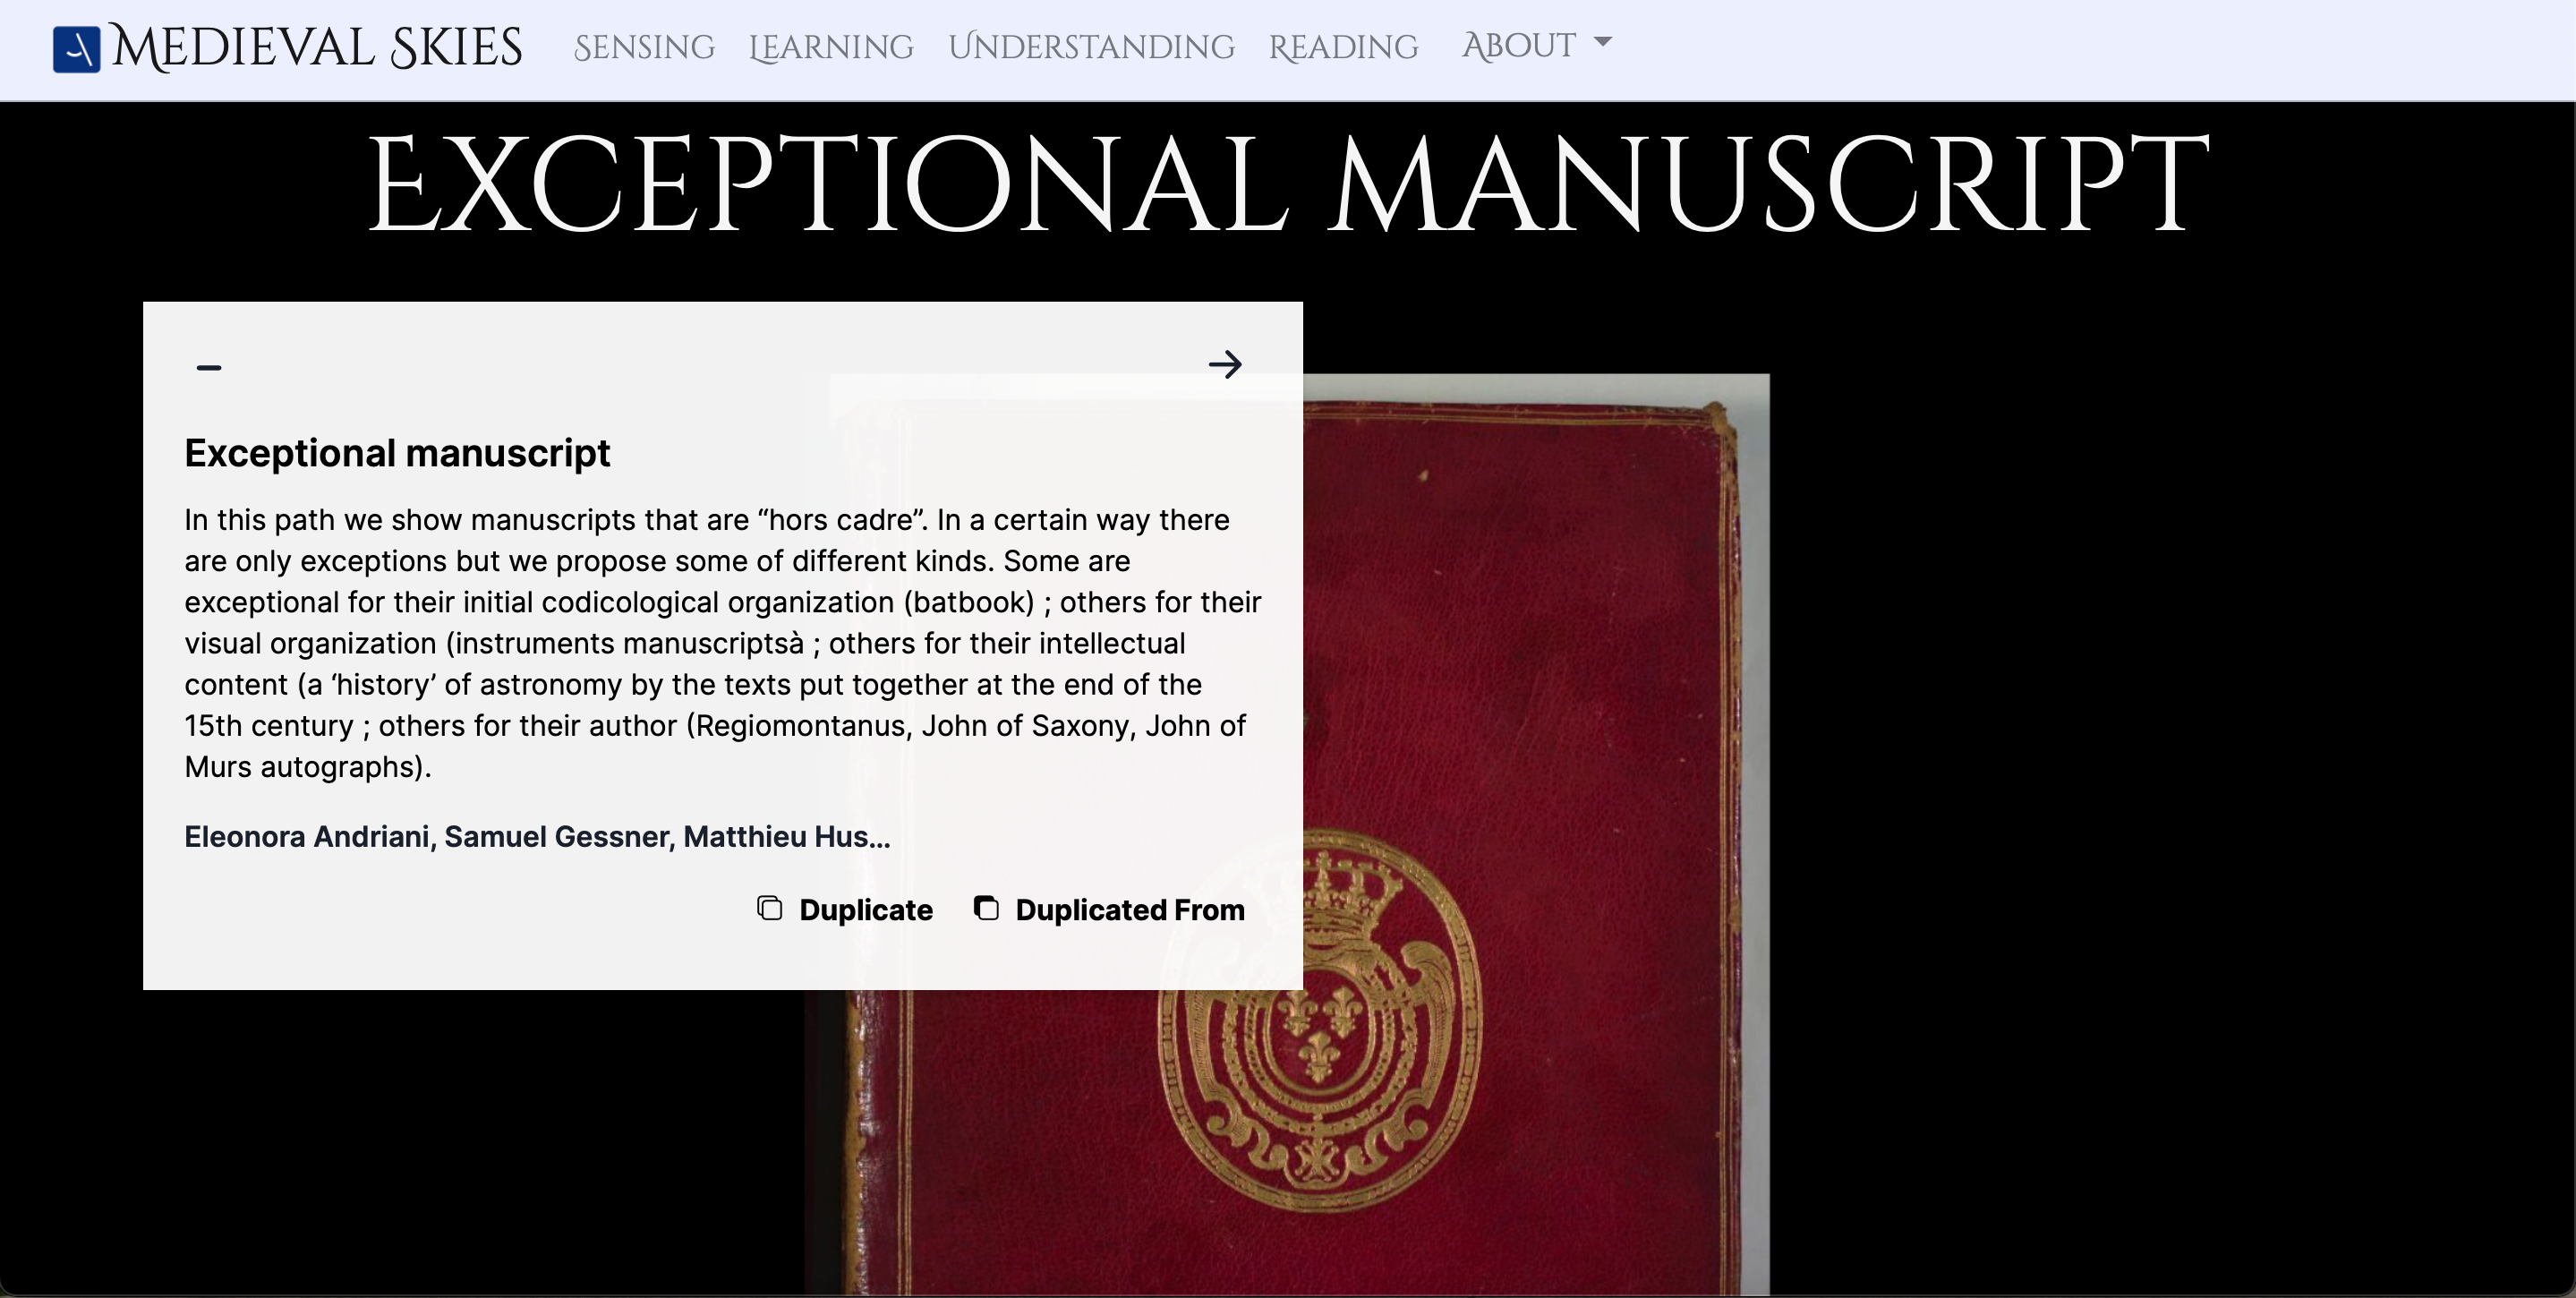 Medieval Skies Sensing Learning Understanding Reading About
Exceptional manuscript
Exceptional manuscript
In this path we show manuscripts that are “hors cadre”. In a certain way there
are only exceptions but we propose some of different kinds. Some are
exceptional for their initial codicological organization (batbook) ; others for their
visual organization (instruments manuscriptsà ; others for their intellectual
content (a ‘history’ of astronomy by the texts put together at the end of the
15th century ; others for their author (Regiomontanus, John of Saxony, John of
Murs autographs).
Eleonora Andriani, Samuel Gessner, Matthieu Hus...
Duplicate Duplicated From